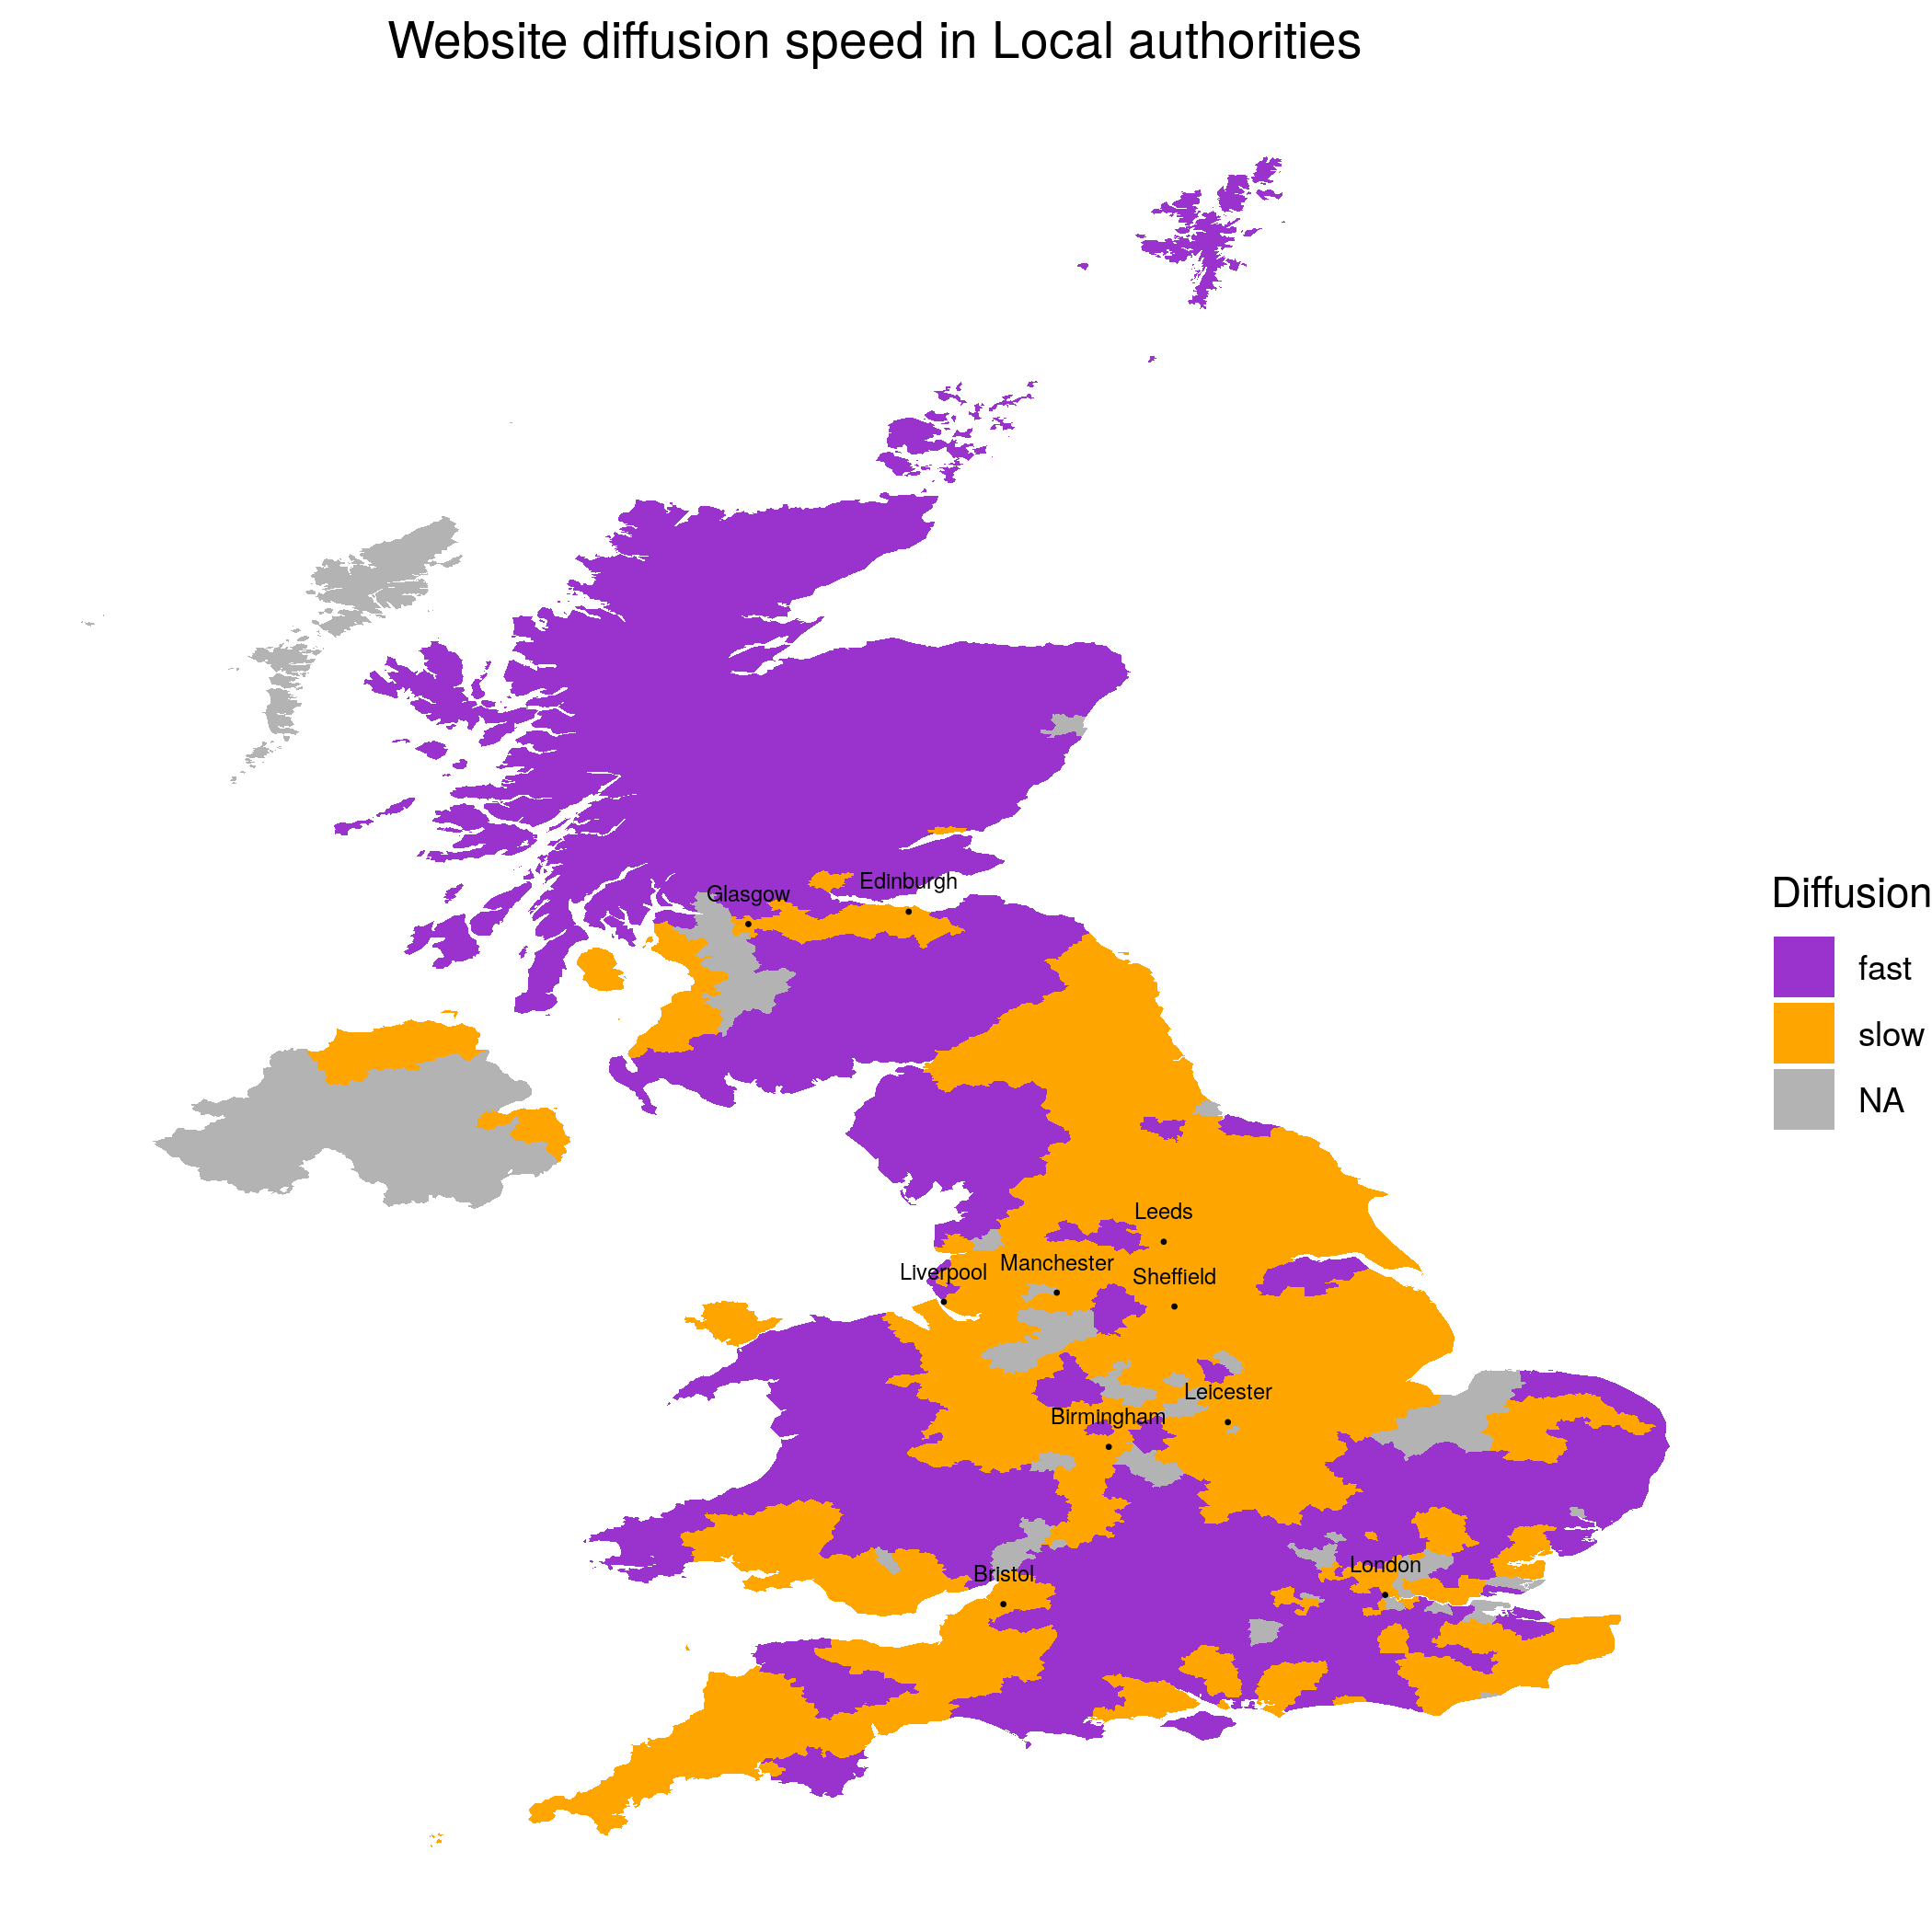 Website diffusion speed in Local authorities
Glasgow
Edinburgh
Diffusion
fast
slow
NA
Leeds
Manchester
Liverpool
Sheffield
Leicester
Birmingham
London
Bristol